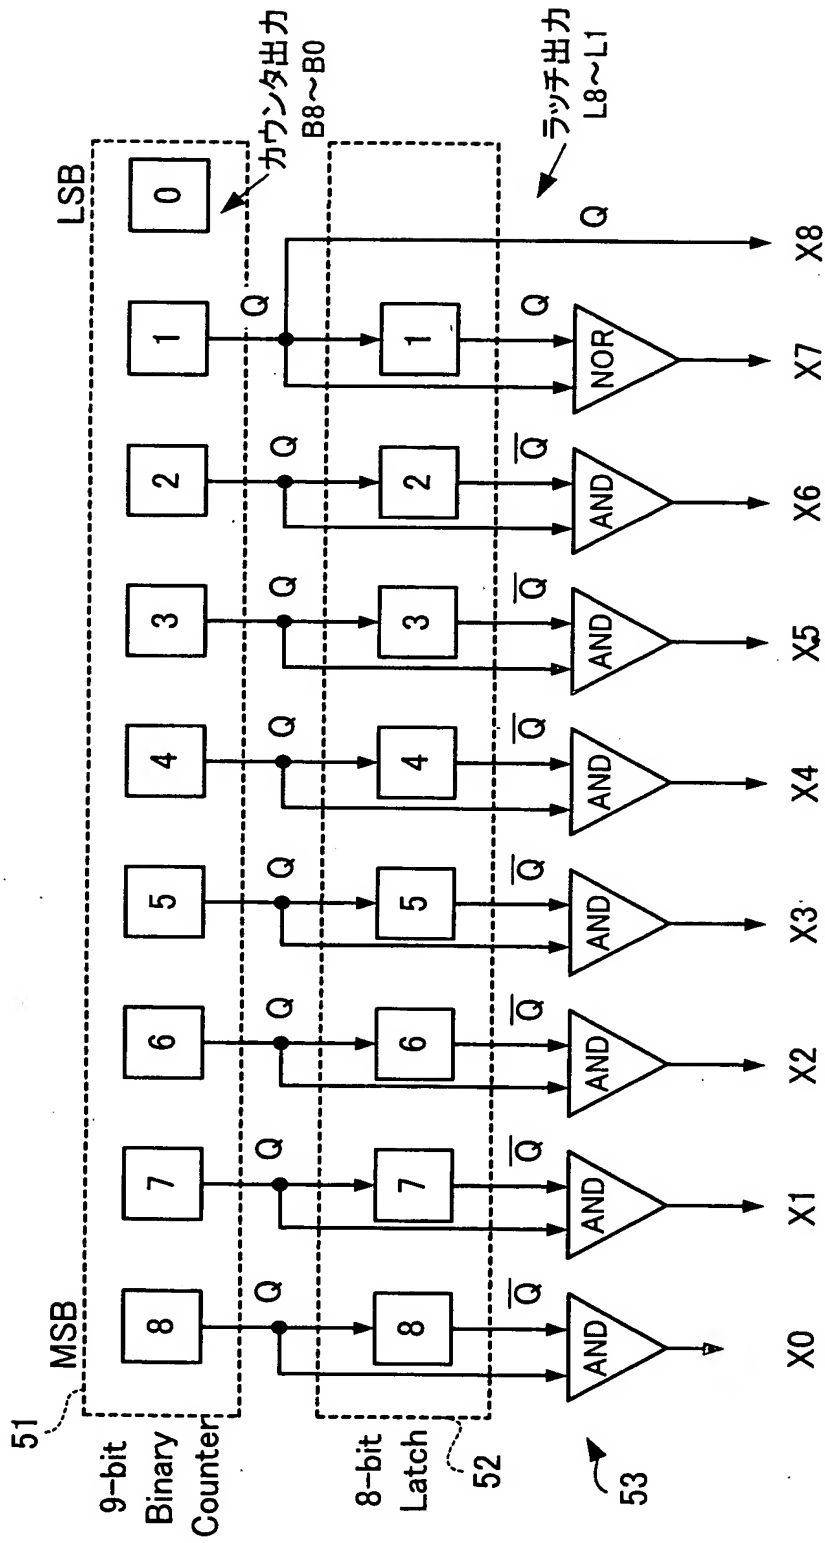 51
MSB
LSB
9-bit
Binary
Counter
8
7
6
5
4
3
2
1
0
カウンタ出力
B8～B0
Q
Q
Q
Q
Q
Q
Q
Q
8-bit
Latch
52
8
7
6
5
4
3
2
1
ラッチ出力
L8～L1
Q̅
Q̅
Q̅
Q̅
Q̅
Q̅
Q̅
Q
Q
53
AND
AND
AND
AND
AND
AND
AND
NOR
X0
X1
X2
X3
X4
X5
X6
X7
X8